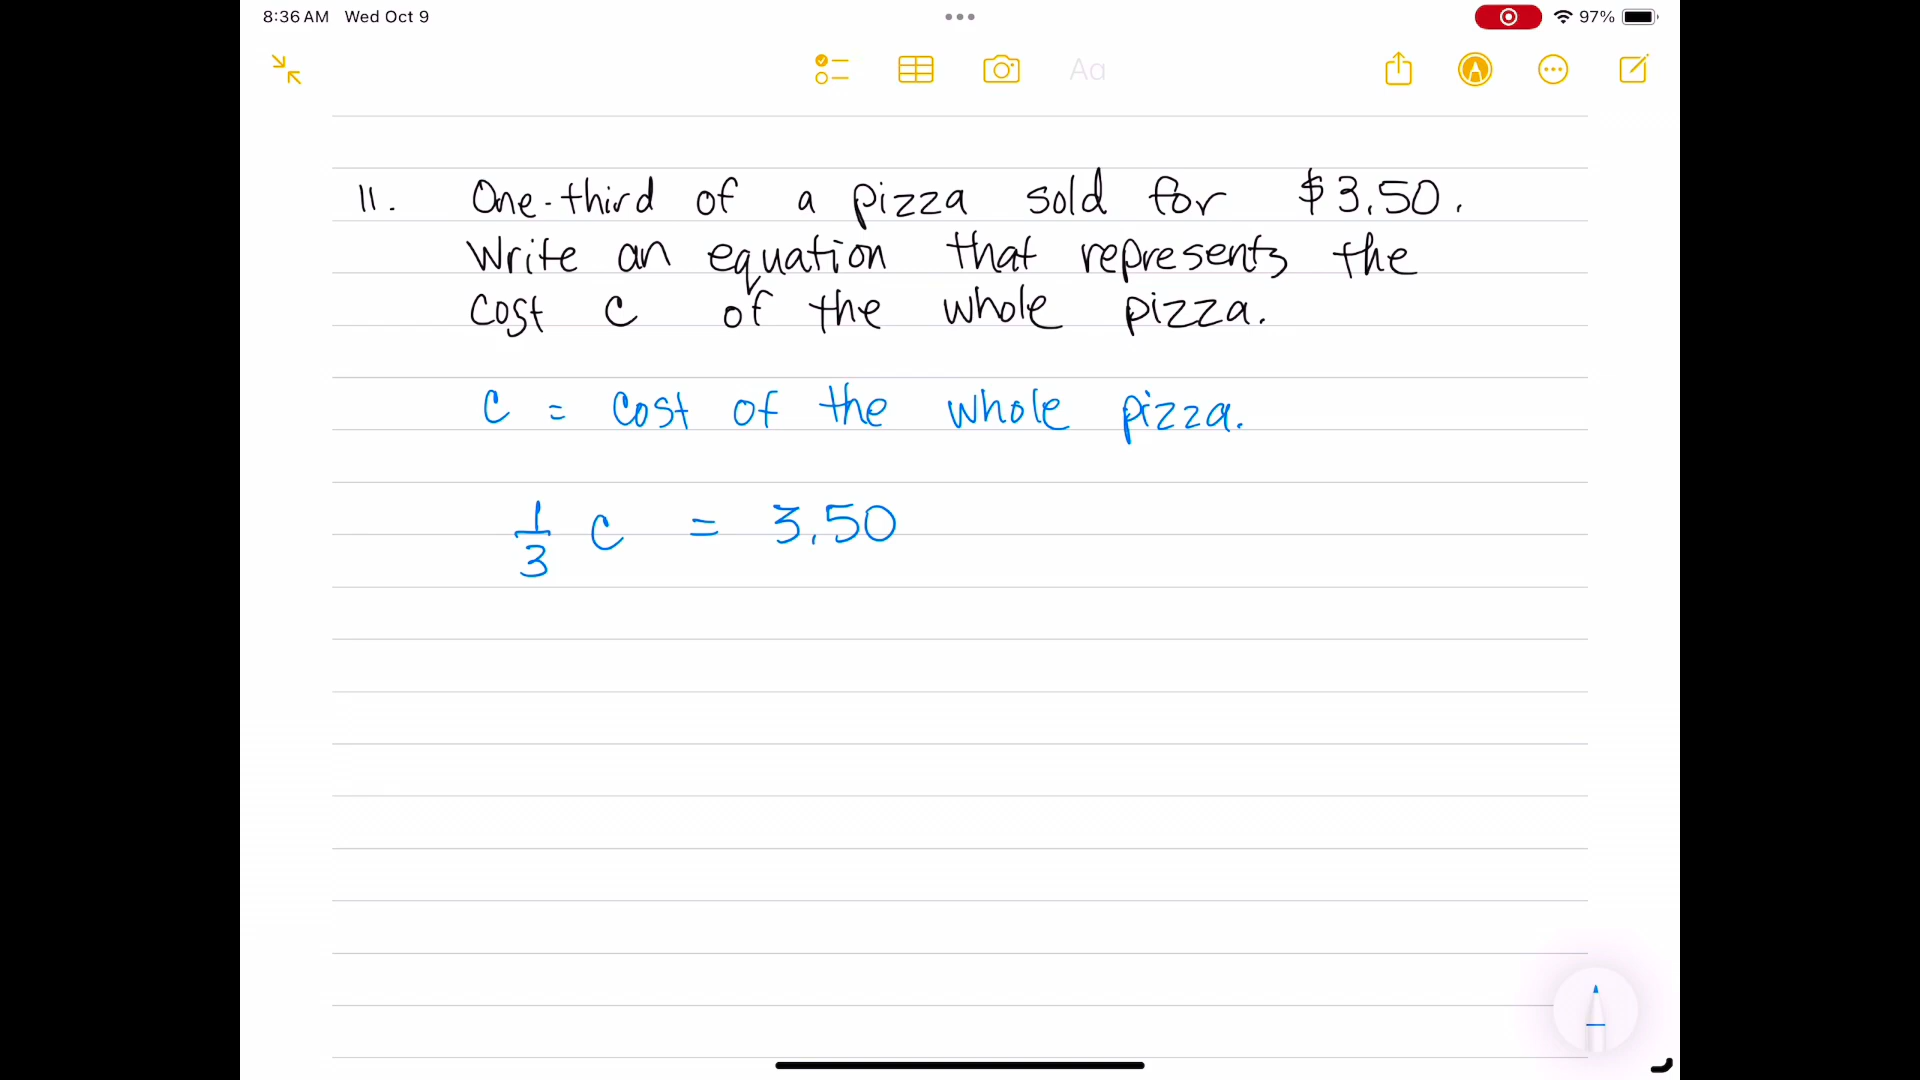 8:36 AM Wed Oct 9
97%
Aa
11. One-third of a pizza sold for $3.50.
Write an equation that represents the
cost c of the whole pizza.
c = cost of the whole pizza.
1/3 c = 3.50